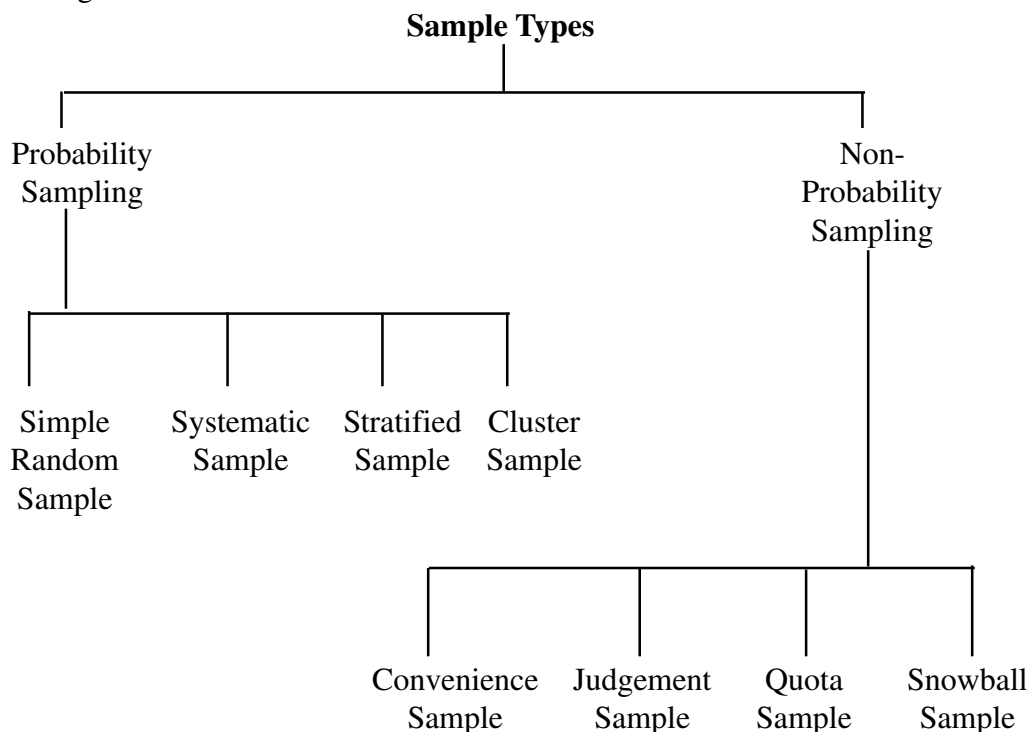 Sample Types
Probability
Sampling
Non-
Probability
Sampling
Simple
Random
Sample
Systematic
Sample
Stratified
Sample
Cluster
Sample
Convenience
Sample
Judgement
Sample
Quota
Sample
Snowball
Sample